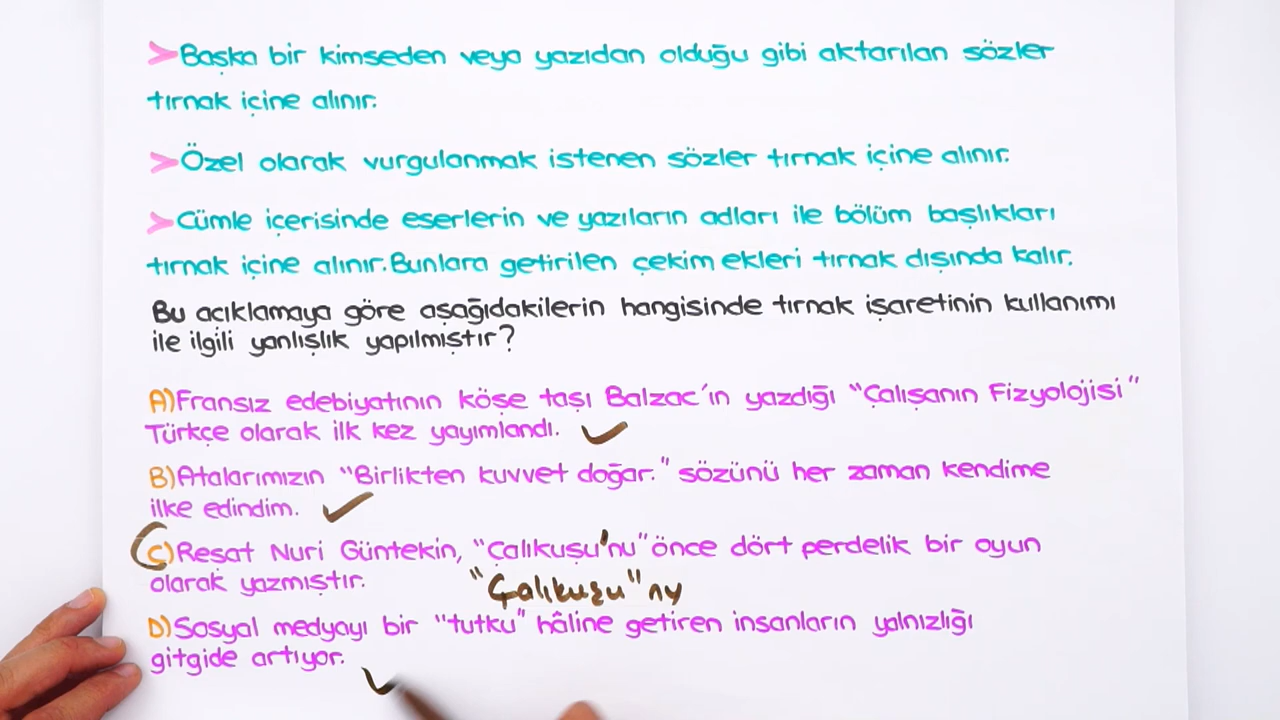 ➤Başka bir kimseden veya yazıdan olduğu gibi aktarılan sözler
tırnak içine alınır.
➤Özel olarak vurgulanmak istenen sözler tırnak içine alınır.
➤Cümle içerisinde eserlerin ve yazıların adları ile bölüm başlıkları
tırnak içine alınır. Bunlara getirilen çekim ekleri tırnak dışında kalır.
Bu açıklamaya göre aşağıdakilerin hangisinde tırnak işaretinin kullanımı
ile ilgili yanlışlık yapılmıştır?
A)Fransız edebiyatının köşe taşı Balzac'ın yazdığı "Çalışanın Fizyolojisi"
Türkçe olarak ilk kez yayımlandı.
B)Atalarımızın "Birlikten kuvvet doğar." sözünü her zaman kendime
ilke edindim.
C)Reşat Nuri Güntekin, "Çalıkuşu'nu" önce dört perdelik bir oyun
olarak yazmıştır.
"Çalıkuşu"nu
D)Sosyal medyayı bir "tutku" hâline getiren insanların yalnızlığı
gitgide artıyor.